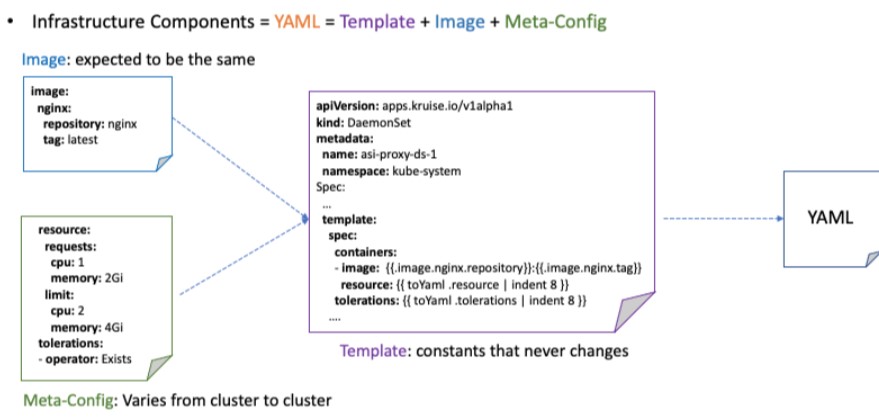 • Infrastructure Components = YAML = Template + Image + Meta-Config
Image: expected to be the same
image:
nginx:
repository: nginx
tag: latest
resource:
requests:
cpu: 1
memory: 2Gi
limit:
cpu: 2
memory: 4Gi
tolerations:
- operator: Exists
Meta-Config: Varies from cluster to cluster
apiVersion: apps.kruise.io/v1alpha1
kind: DaemonSet
metadata:
name: asi-proxy-ds-1
namespace: kube-system
Spec:
...
template:
spec:
containers:
- image: {{.image.nginx.repository}}:{{.image.nginx.tag}}
resource: {{ toYaml .resource | indent 8 }}
tolerations: {{ toYaml .tolerations | indent 8 }}
....
Template: constants that never changes
YAML